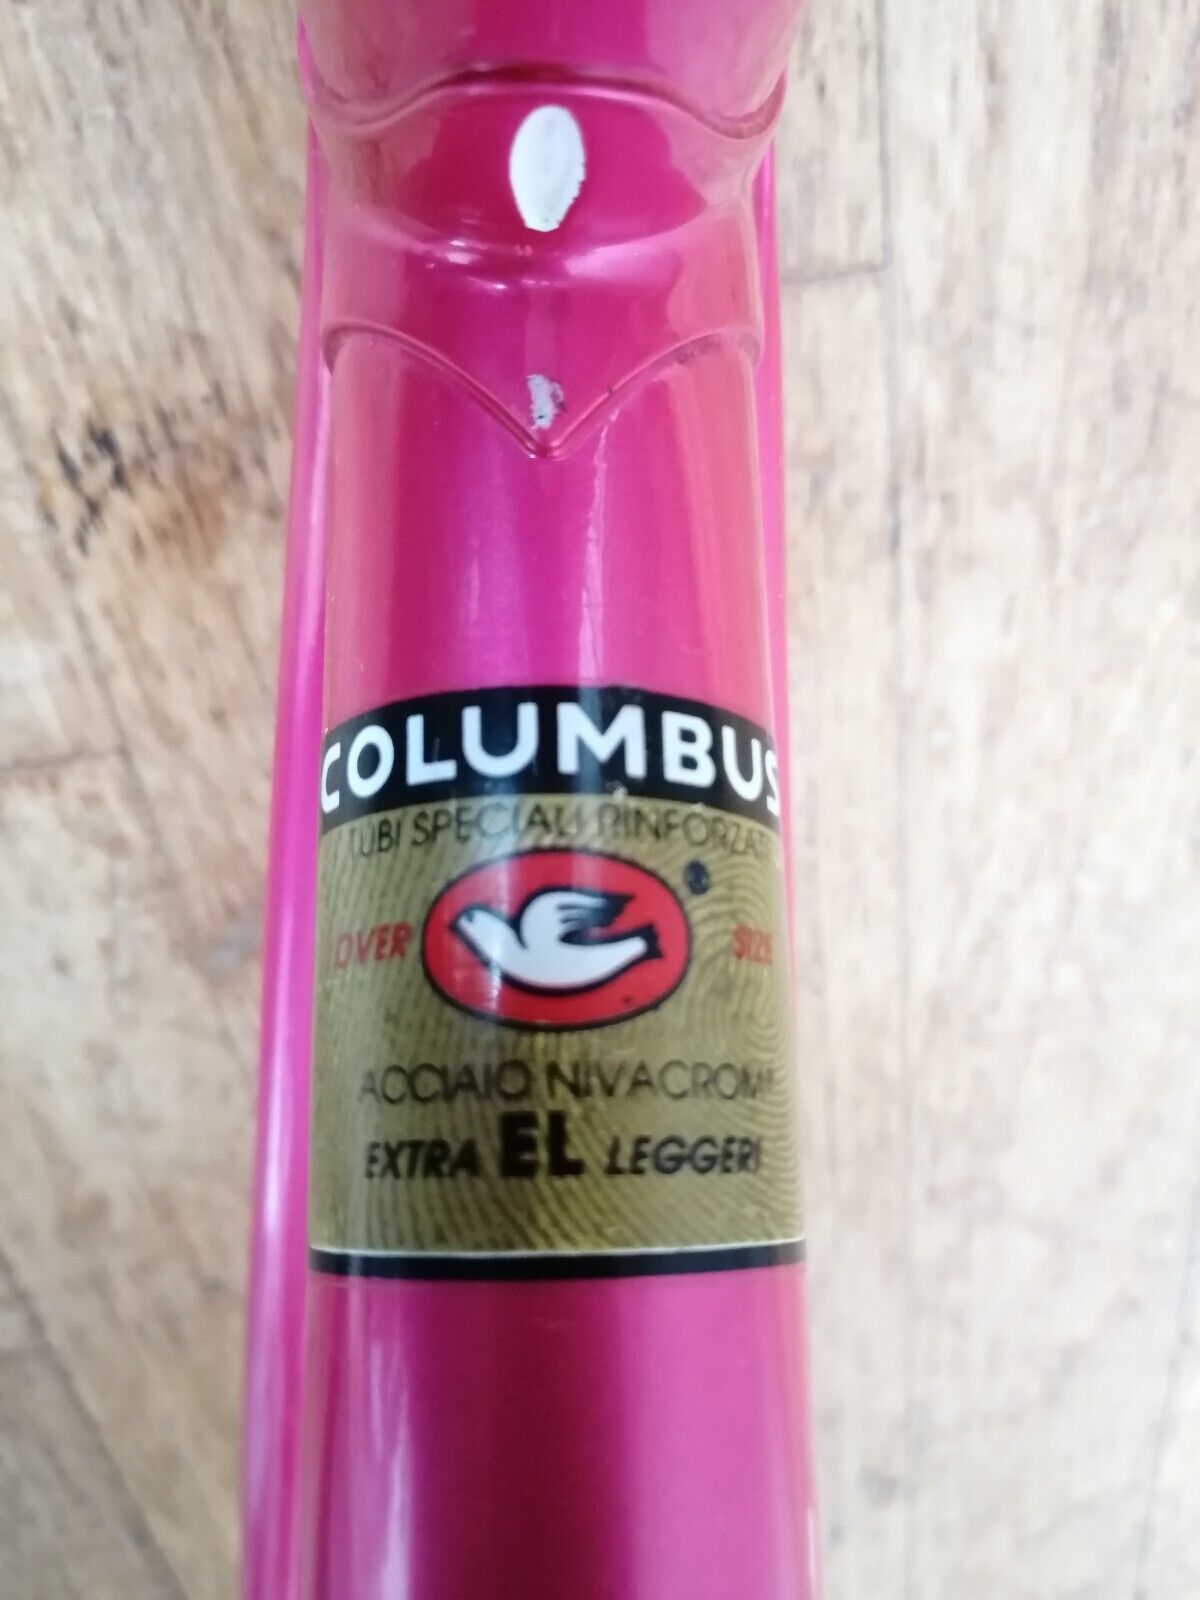 COLUMBUS
TUBI SPECIALI RINFORZATI
OVER SIZE
®
ACCIAIO NIVACROM®
EXTRA EL LEGGERI